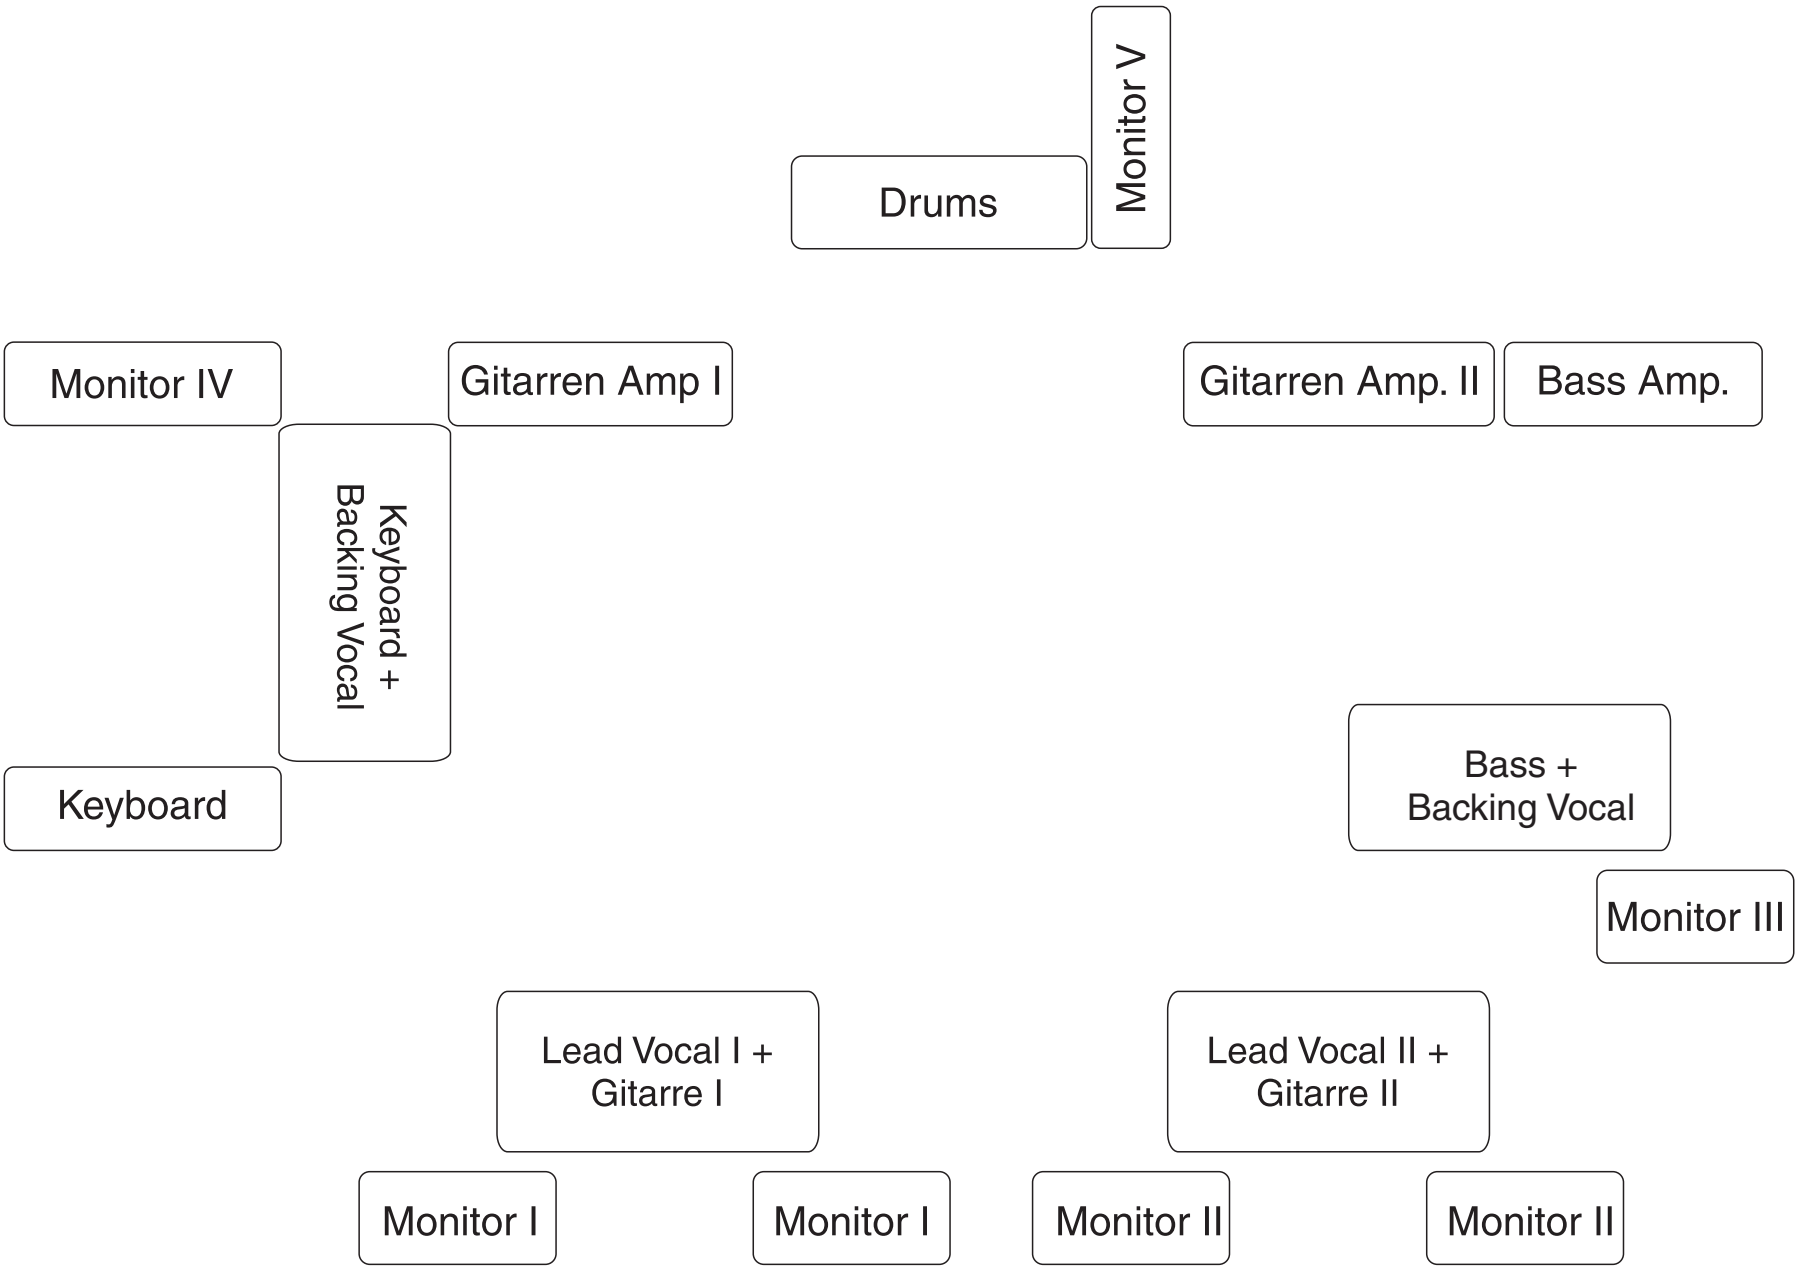 Monitor V
Drums
Monitor IV
Gitarren Amp I
Gitarren Amp. II
Bass Amp.
Keyboard +
Backing Vocal
Keyboard
Bass +
Backing Vocal
Monitor III
Lead Vocal I +
Gitarre I
Lead Vocal II +
Gitarre II
Monitor I
Monitor I
Monitor II
Monitor II